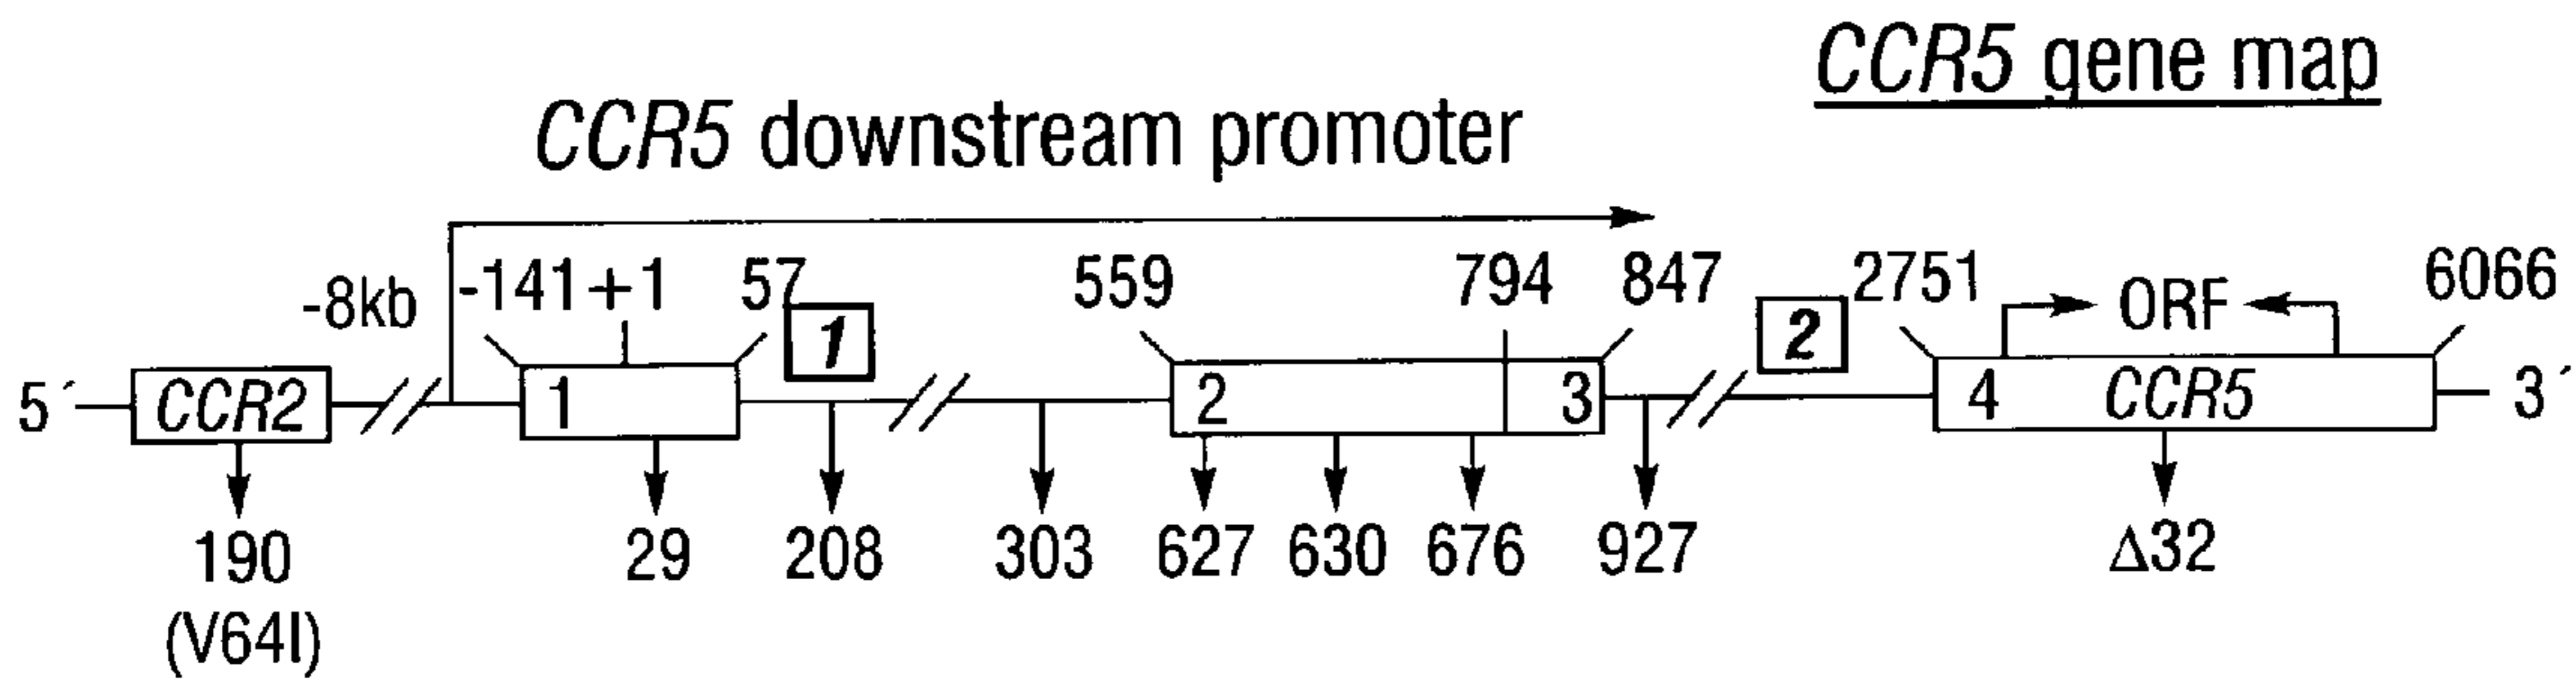 CCR5 gene map
CCR5 downstream promoter
-8kb -141 +1 57 559 794 847 2751 ORF 6066
1 2
5´ CCR2 1 2 3 4 CCR5 3´
190 29 208 303 627 630 676 927 Δ32
(V64I)